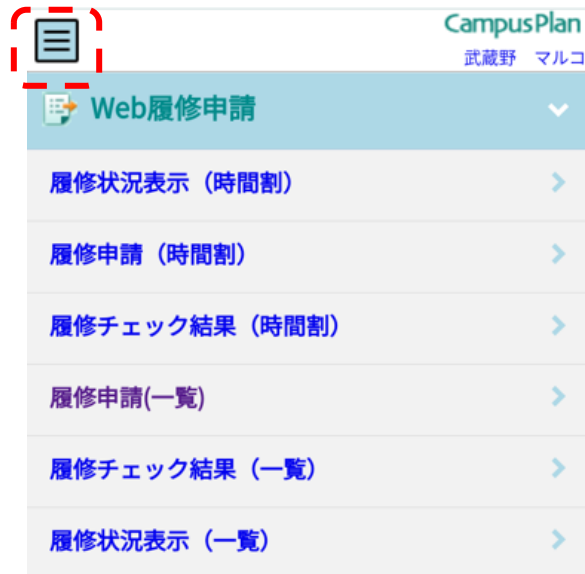 CampusPlan
武蔵野 マルコ
Web履修申請
履修状況表示（時間割）
履修申請（時間割）
履修チェック結果（時間割）
履修申請(一覧)
履修チェック結果（一覧）
履修状況表示（一覧）